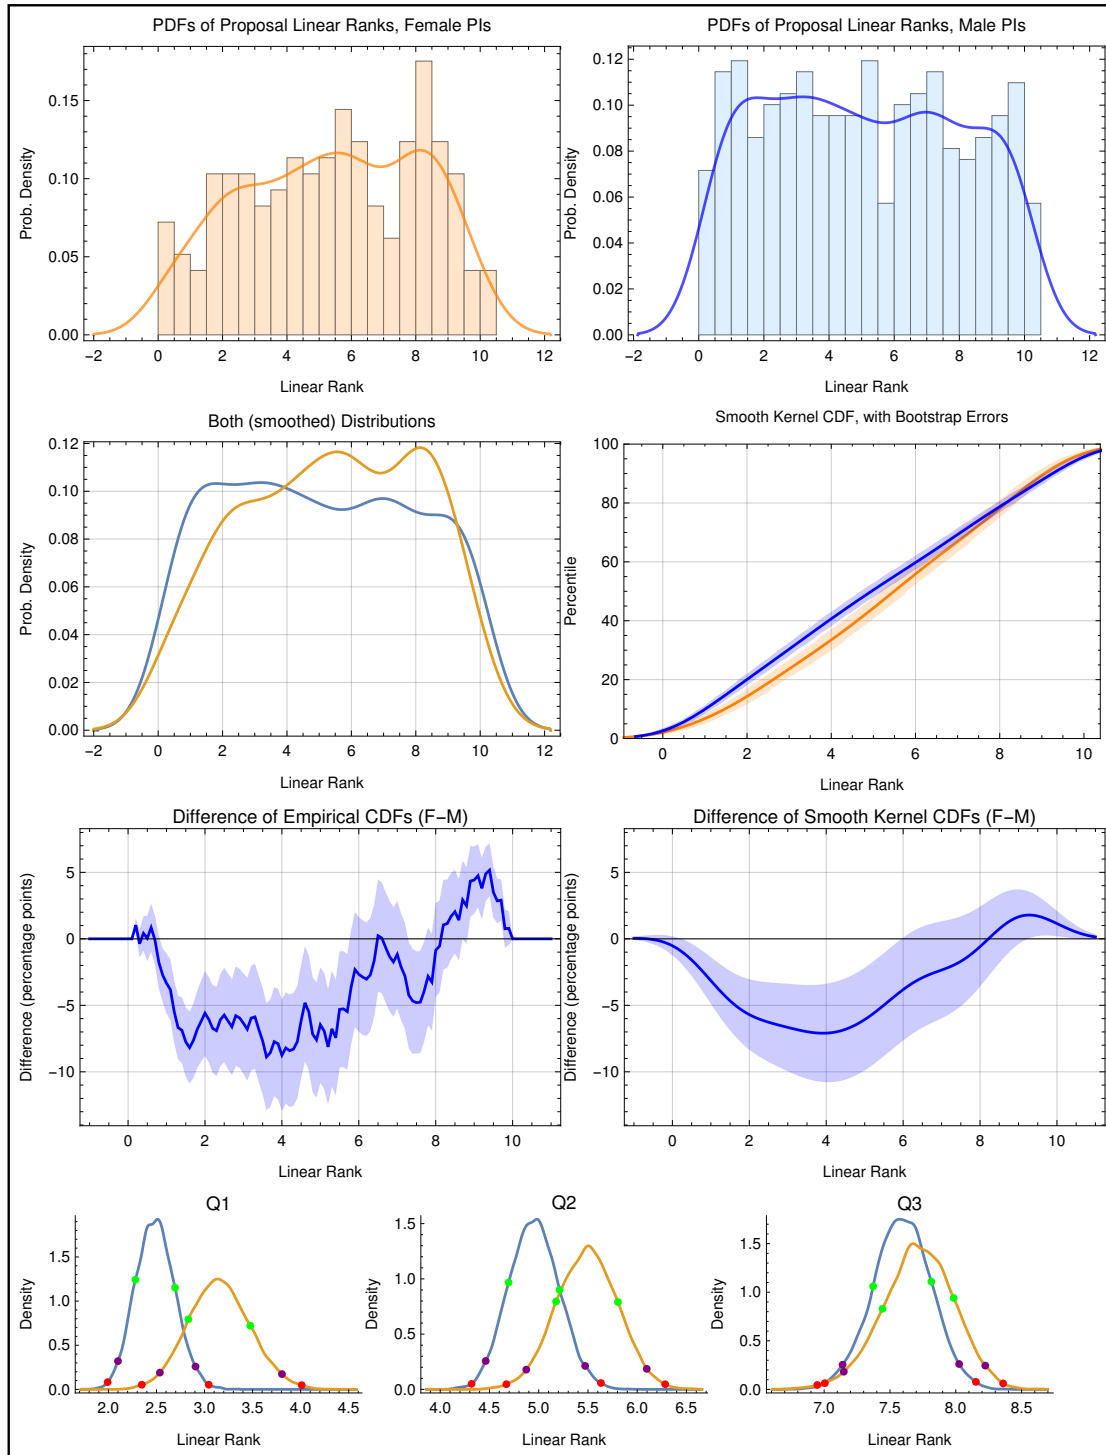 PDFs of Proposal Linear Ranks, Female PIs
Prob. Density
0.15
0.10
0.05
0.00
−2 0 2 4 6 8 10 12
Linear Rank
PDFs of Proposal Linear Ranks, Male PIs
Prob. Density
0.12
0.10
0.08
0.06
0.04
0.02
0.00
−2 0 2 4 6 8 10 12
Linear Rank
Both (smoothed) Distributions
Prob. Density
0.12
0.10
0.08
0.06
0.04
0.02
0.00
−2 0 2 4 6 8 10 12
Linear Rank
Smooth Kernel CDF, with Bootstrap Errors
Percentile
100
80
60
40
20
0
0 2 4 6 8 10
Linear Rank
Difference of Empirical CDFs (F−M)
Difference (percentage points)
5
0
−5
−10
0 2 4 6 8 10
Linear Rank
Difference of Smooth Kernel CDFs (F−M)
Difference (percentage points)
5
0
−5
−10
0 2 4 6 8 10
Linear Rank
Q1
Density
1.5
1.0
0.5
0.0
2.0 2.5 3.0 3.5 4.0 4.5
Linear Rank
Q2
Density
1.5
1.0
0.5
0.0
4.0 4.5 5.0 5.5 6.0 6.5
Linear Rank
Q3
Density
1.5
1.0
0.5
0.0
7.0 7.5 8.0 8.5
Linear Rank